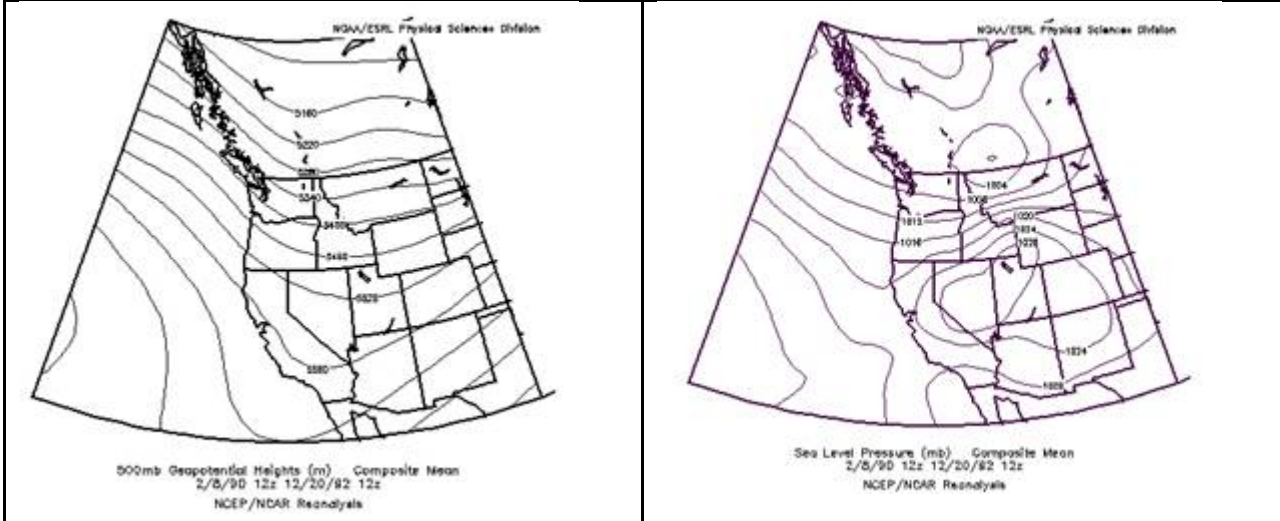 NOAA/ESRL Physical Sciences Division
5160
5220
5280
5340
5400
5460
5520
5580
500mb Geopotential Heights (m) Composite Mean
2/8/90 12z 12/20/92 12z
NCEP/NCAR Reanalysis
NOAA/ESRL Physical Sciences Division
1004
1008
1012
1016
1020
1024
1028
1024
1020
Sea Level Pressure (mb) Composite Mean
2/8/90 12z 12/20/92 12z
NCEP/NCAR Reanalysis